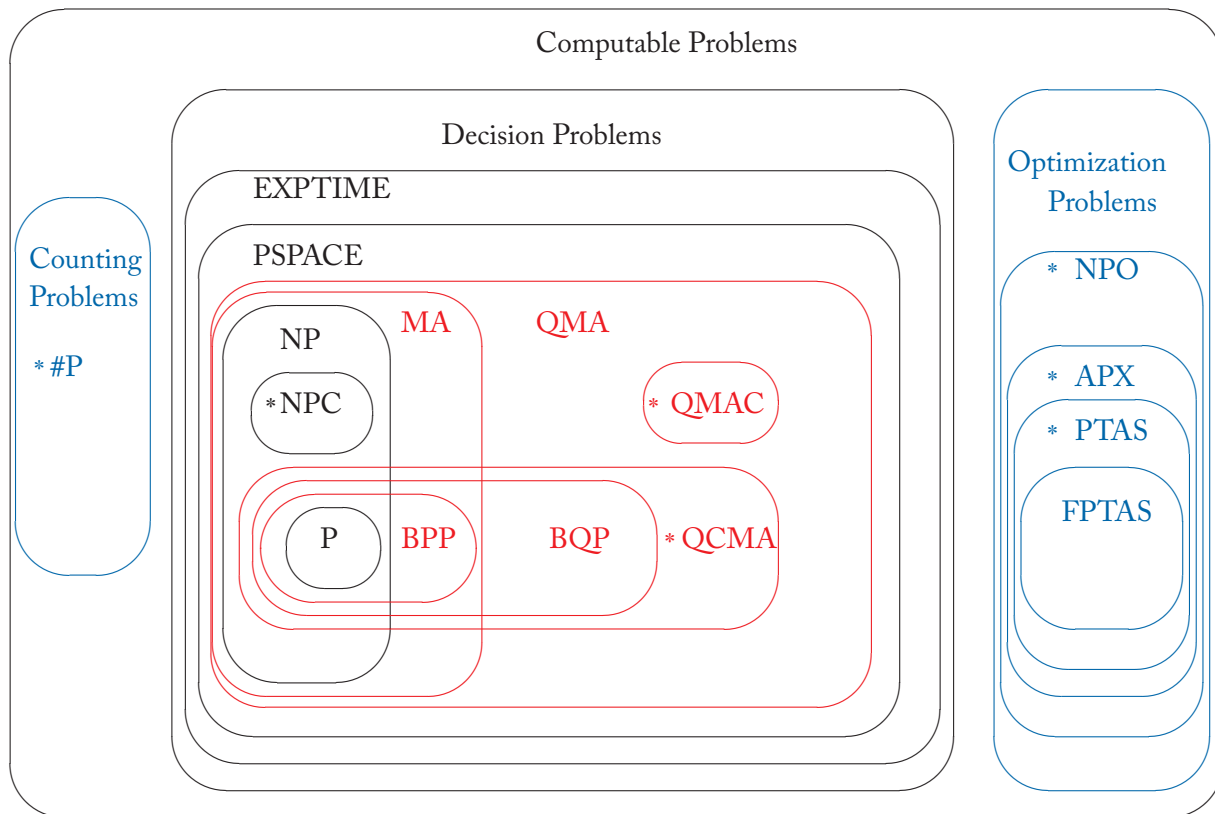 Computable Problems
Decision Problems
EXPTIME
PSPACE
MA
QMA
NP
*NPC
* QMAC
P
BPP
BQP
* QCMA
Counting
Problems
* #P
Optimization
Problems
* NPO
* APX
* PTAS
FPTAS